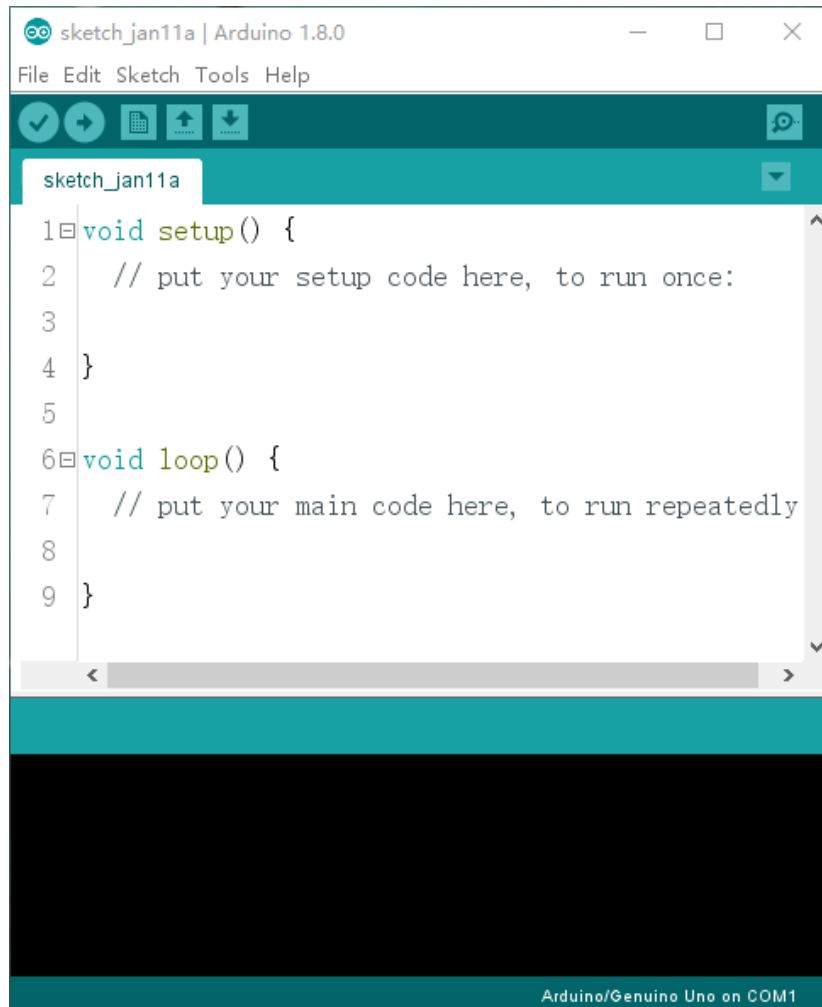 sketch_jan11a | Arduino 1.8.0
File Edit Sketch Tools Help
sketch_jan11a
1 void setup() {
2 // put your setup code here, to run once:
3
4 }
5
6 void loop() {
7 // put your main code here, to run repeatedly
8
9 }
Arduino/Genuino Uno on COM1